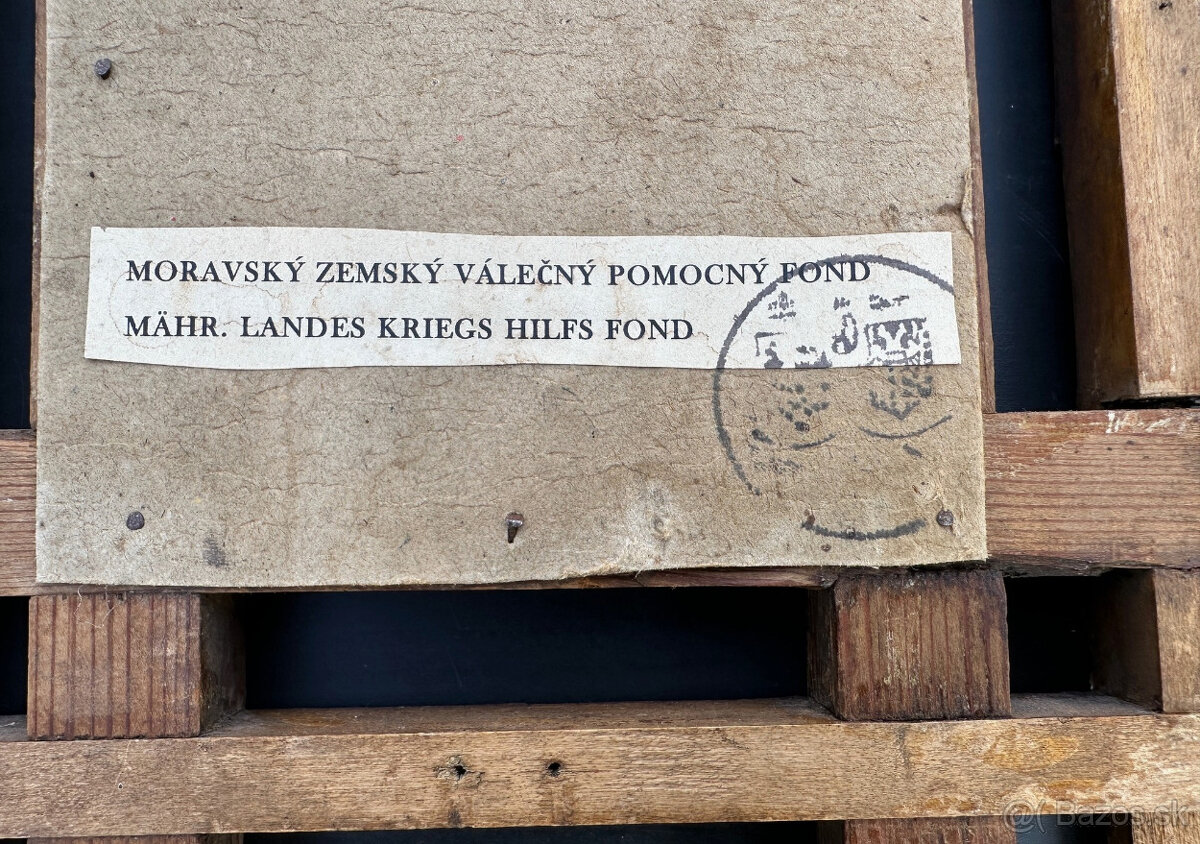 MORAVSKÝ ZEMSKÝ VÁLEČNÝ POMOCNÝ FOND
MÄHR. LANDES KRIEGS HILFS FOND
Bazos.sk